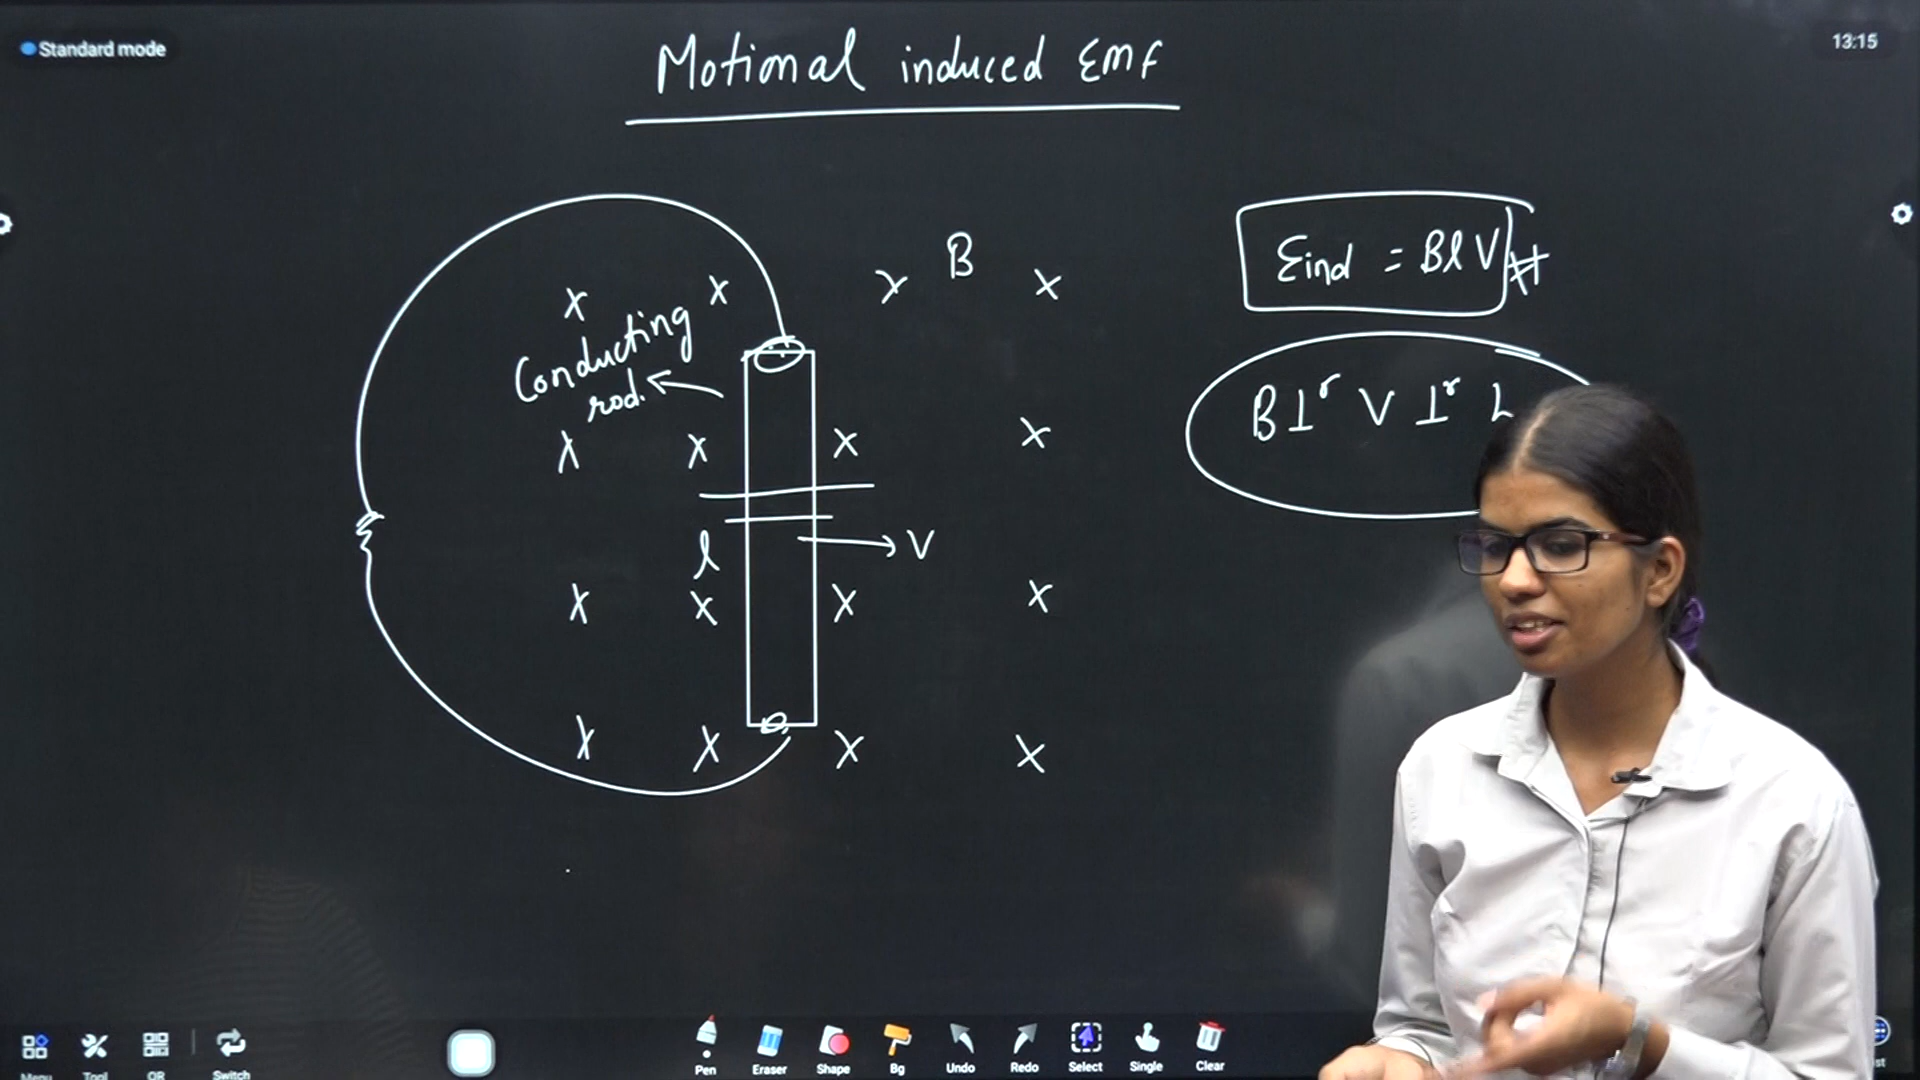 Standard mode
13:15
Motional induced Emf
x x x B x
Conducting
rod.
x x x x
l
V
x x x x
x x x x
Eind = BlV
B⊥r V ⊥r L
Menu Tool QR Switch
Pen Eraser Shape Bg Undo Redo Select Single Clear